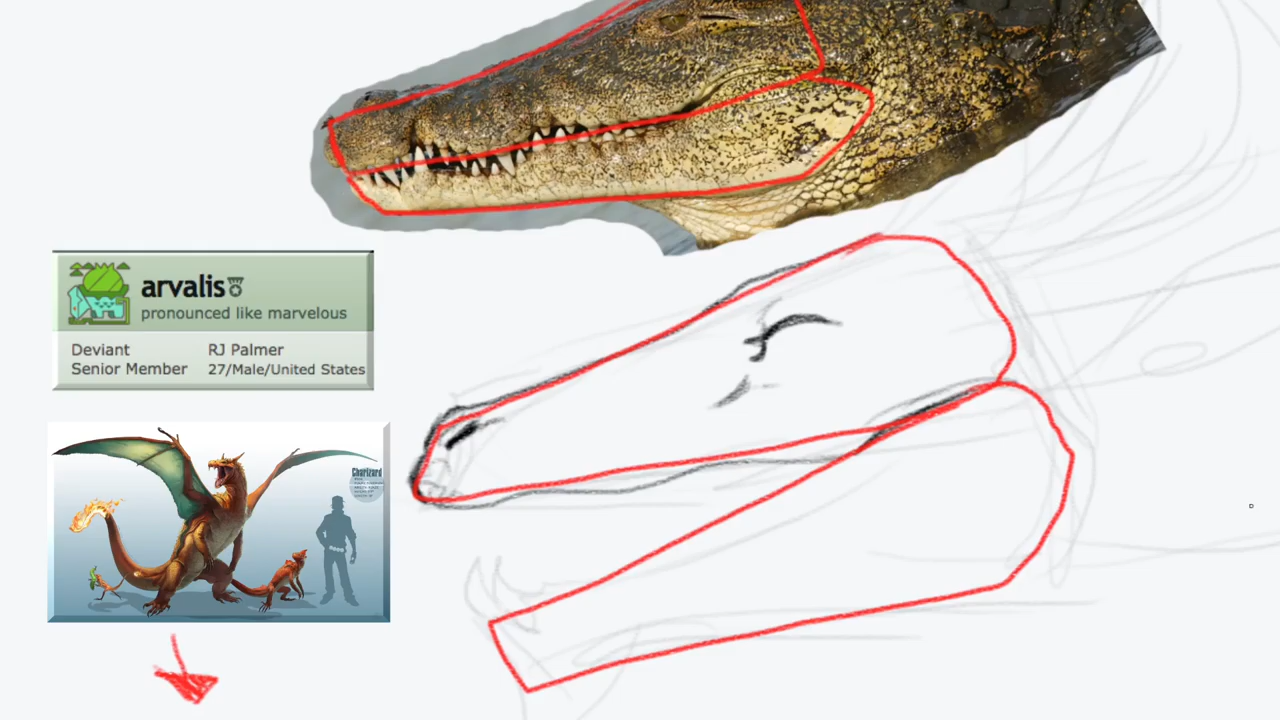 arvalis
pronounced like marvelous
Deviant RJ Palmer
Senior Member 27/Male/United States
Charizard